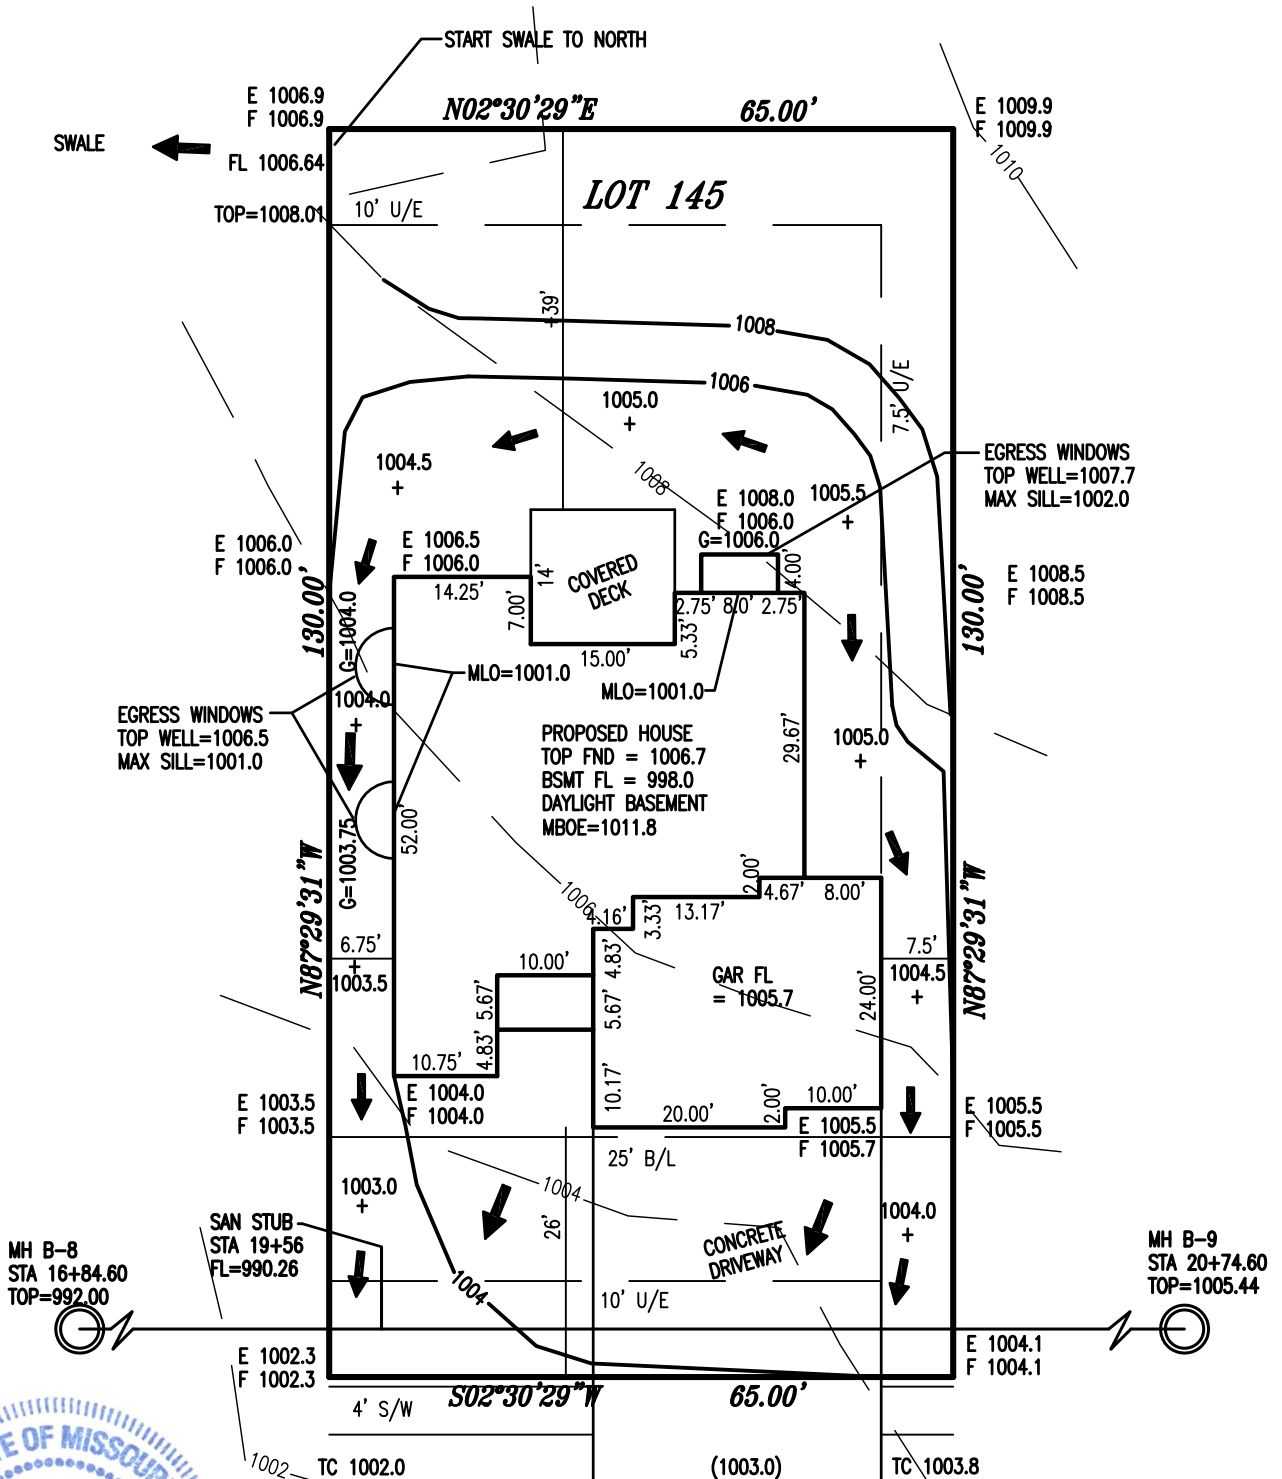 START SWALE TO NORTH
E 1006.9
F 1006.9
N02°30'29"E
65.00'
E 1009.9
F 1009.9
SWALE
FL 1006.64
1010
LOT 145
TOP=1008.01
10' U/E
±39'
1008
1006
7.5' U/E
1005.0
1004.5
1008
EGRESS WINDOWS
TOP WELL=1007.7
MAX SILL=1002.0
E 1008.0
F 1006.0
G=1006.0
1005.5
E 1006.0
F 1006.0
E 1006.5
F 1006.0
14.25'
14'
COVERED
DECK
4.00'
E 1008.5
F 1008.5
130.00'
G=1004.0
7.00'
2.75'
8.0'
2.75'
130.00'
5.33'
15.00'
MLO=1001.0
MLO=1001.0
1004.0
EGRESS WINDOWS
TOP WELL=1006.5
MAX SILL=1001.0
PROPOSED HOUSE
TOP FND = 1006.7
BSMT FL = 998.0
DAYLIGHT BASEMENT
MBOE=1011.8
29.67'
1005.0
52.00'
G=1003.75
N87°29'31"W
2.00'
4.67'
8.00'
1006
4.16'
3.33'
13.17'
N87°29'31"W
6.75'
1003.5
10.00'
4.83'
7.5'
1004.5
GAR FL
= 1005.7
5.67'
5.67'
24.00'
4.83'
10.75'
10.17'
E 1004.0
F 1004.0
10.00'
2.00'
20.00'
E 1003.5
F 1003.5
E 1005.5
F 1005.7
E 1005.5
F 1005.5
25' B/L
1003.0
1004
26'
1004.0
SAN STUB
STA 19+56
FL=990.26
CONCRETE
DRIVEWAY
MH B-8
STA 16+84.60
TOP=992.00
MH B-9
STA 20+74.60
TOP=1005.44
1004
10' U/E
E 1002.3
F 1002.3
E 1004.1
F 1004.1
S02°30'29"W
65.00'
4' S/W
1002
TC 1002.0
(1003.0)
TC 1003.8
OF MISSOUR